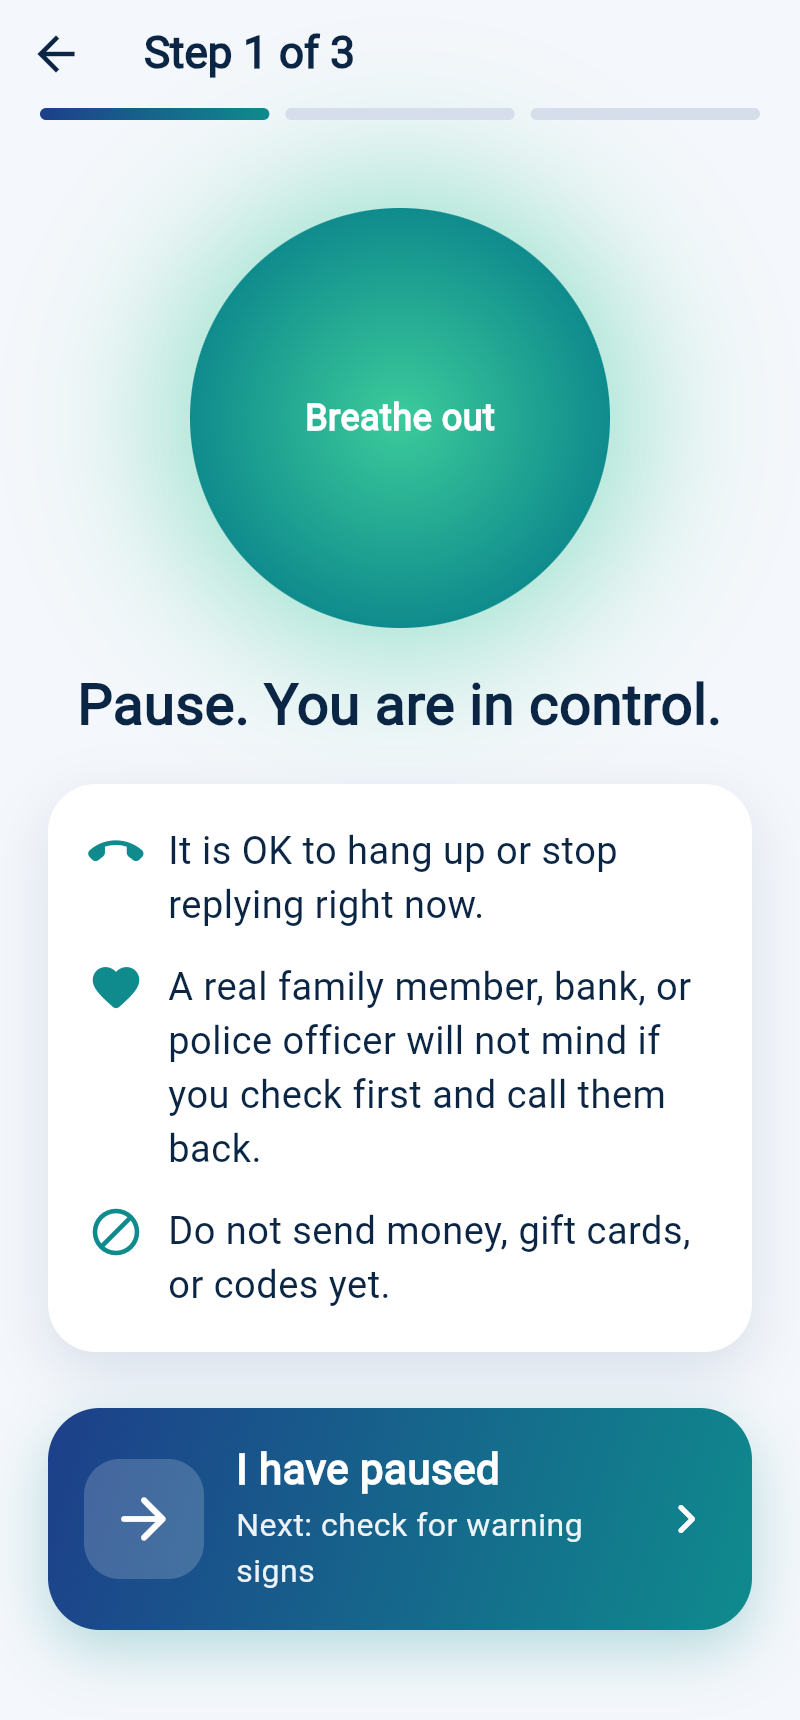 Step 1 of 3
Breathe out
Pause. You are in control.
It is OK to hang up or stop
replying right now.
A real family member, bank, or
police officer will not mind if
you check first and call them
back.
Do not send money, gift cards,
or codes yet.
I have paused
Next: check for warning
signs